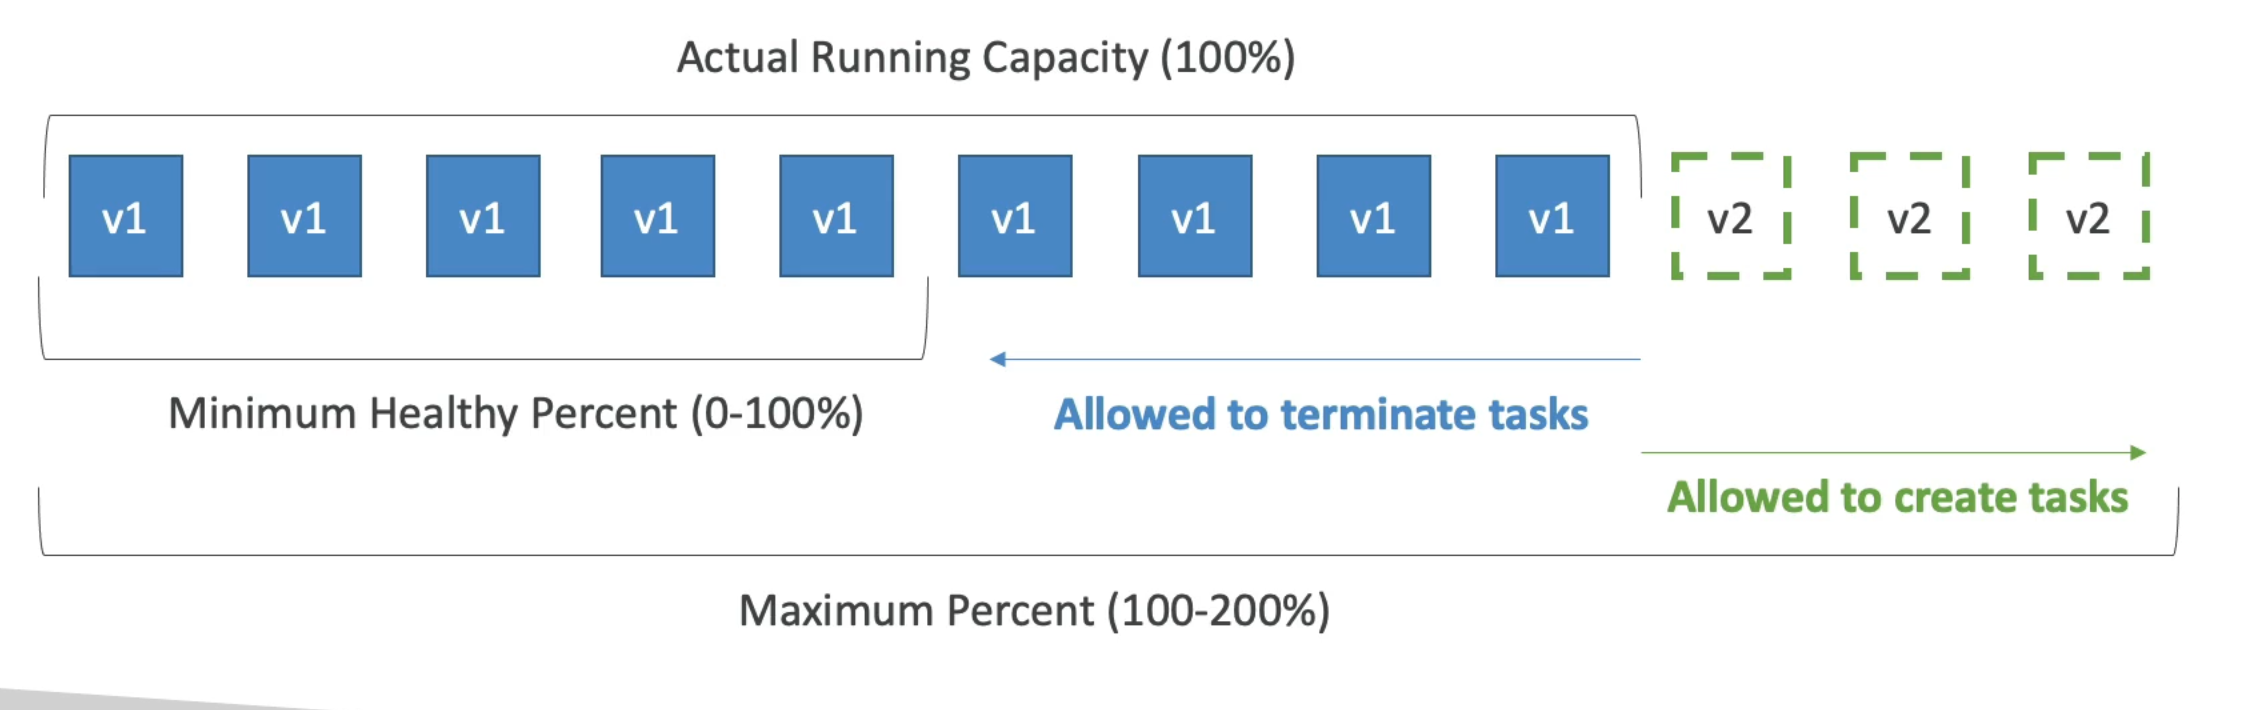 Actual Running Capacity (100%)
v1 v1 v1 v1 v1 v1 v1 v1 v1 v2 v2 v2
Minimum Healthy Percent (0-100%)
Allowed to terminate tasks
Allowed to create tasks
Maximum Percent (100-200%)